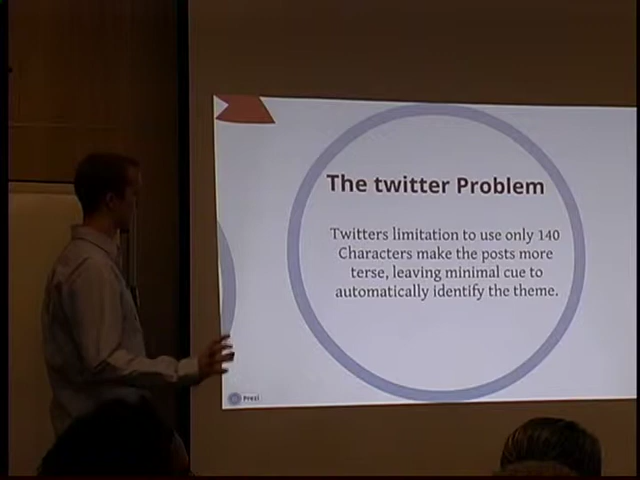 The twitter Problem
Twitters limitation to use only 140
Characters make the posts more
terse, leaving minimal cue to
automatically identify the theme.
Prezi